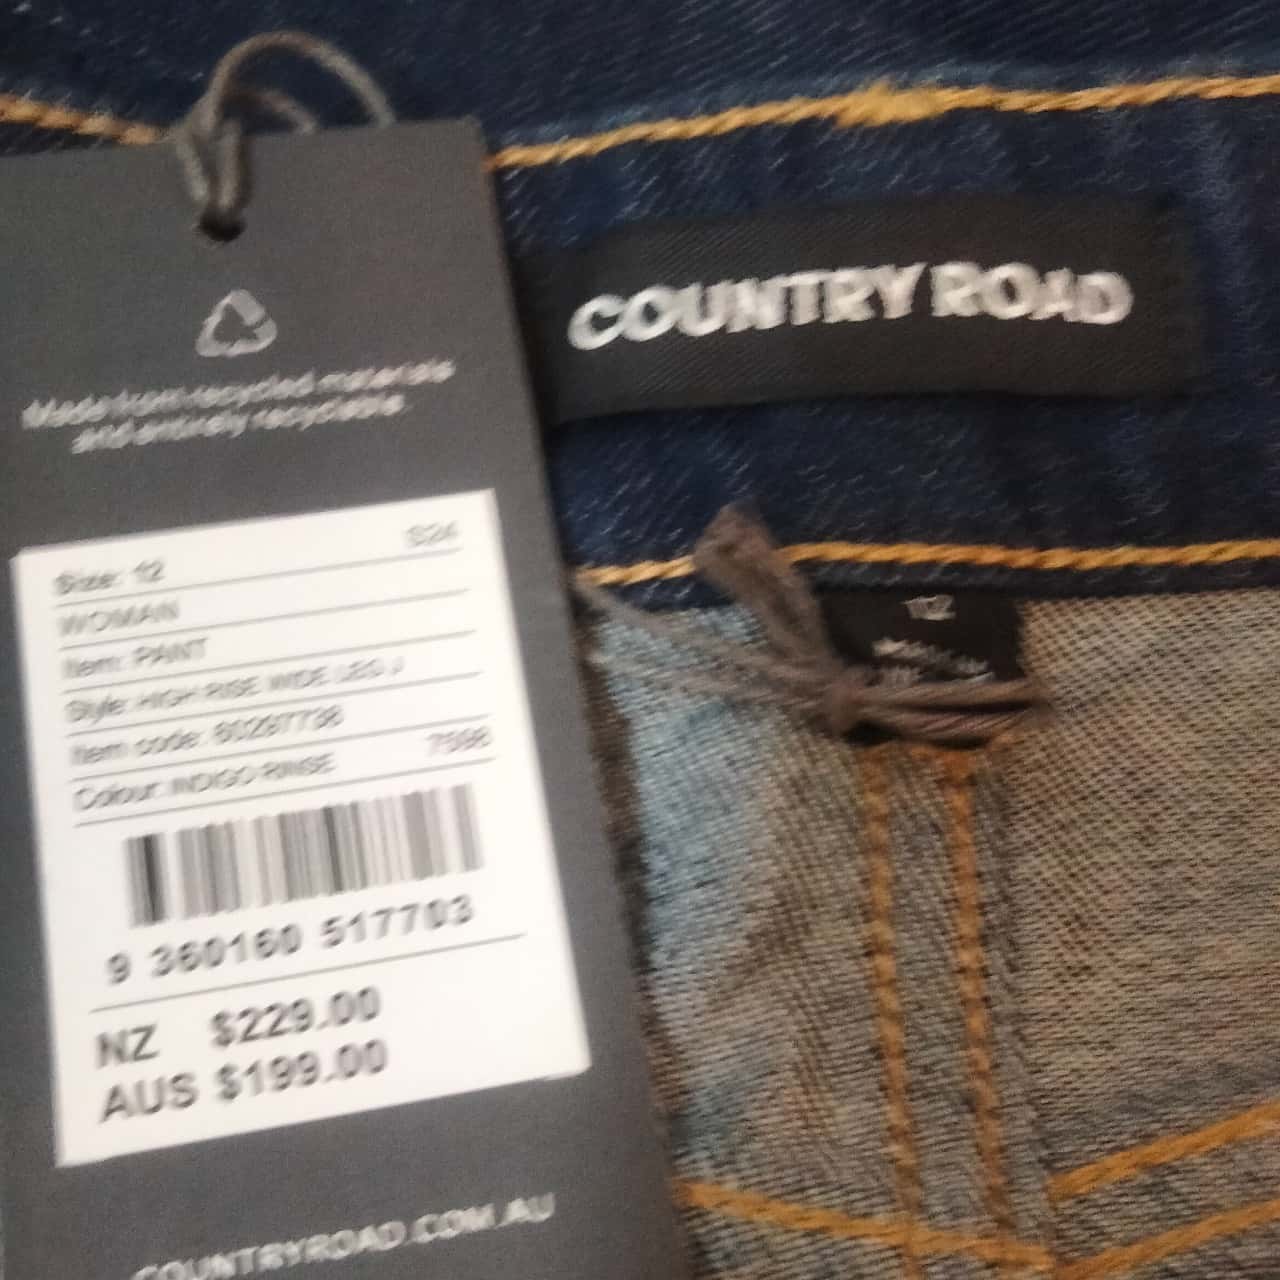 COUNTRY ROAD
Made from recycled materials
and entirely recyclable.
Size: 12 S24
WOMAN
Item: PANT
Style: HIGH RISE WIDE LEG J
Item code: 60297738
Colour: INDIGO RINSE 7598
9 360160 517703
NZ $229.00
AUS $199.00
COUNTRYROAD.COM.AU
12